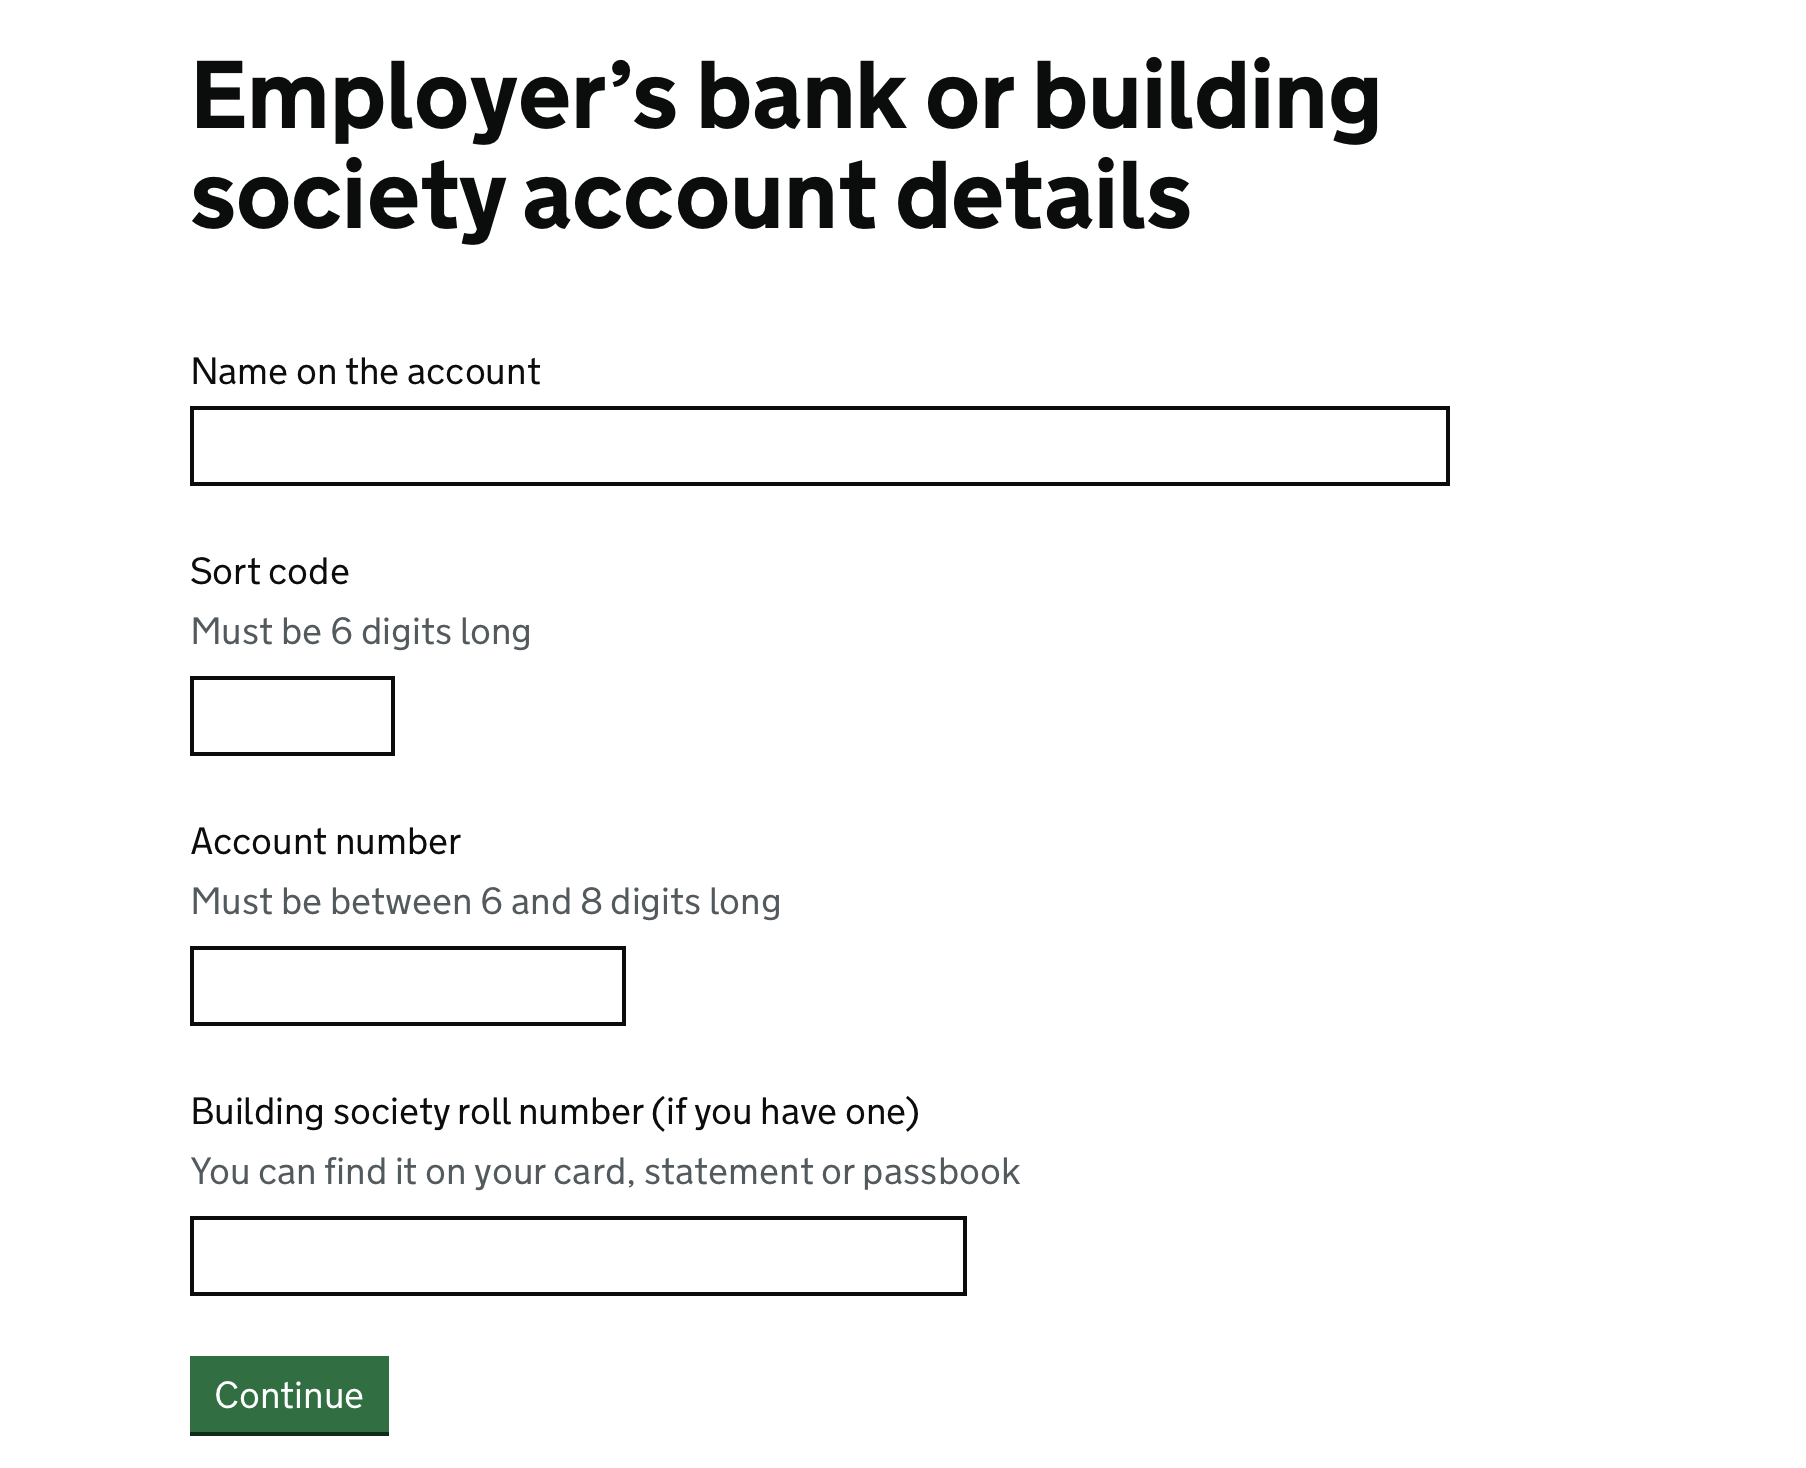 Employer’s bank or building
society account details
Name on the account
Sort code
Must be 6 digits long
Account number
Must be between 6 and 8 digits long
Building society roll number (if you have one)
You can find it on your card, statement or passbook
Continue